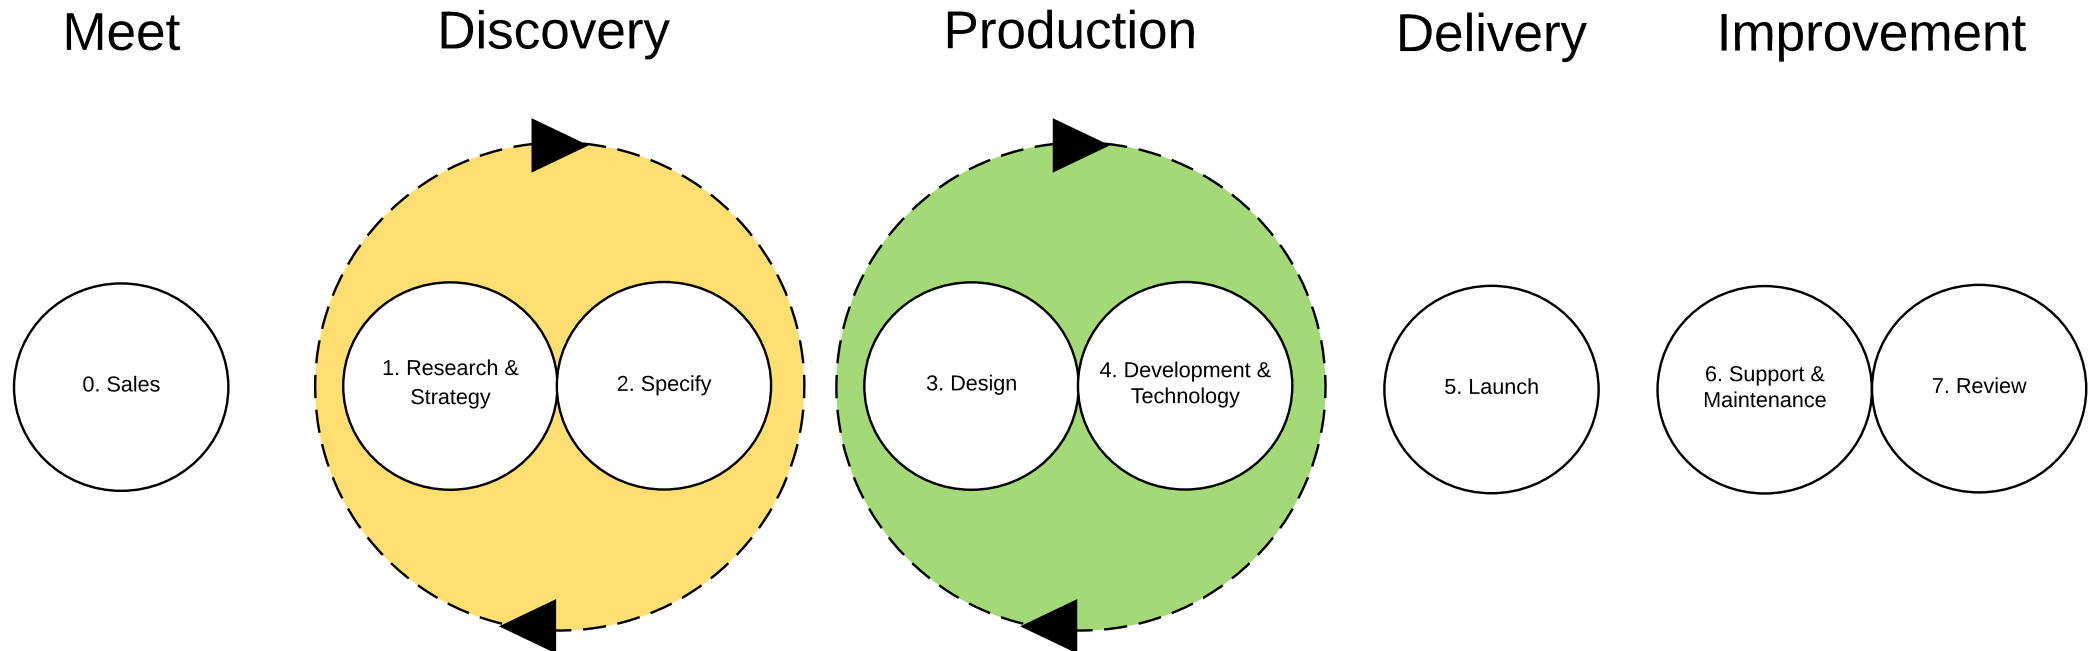 Meet
Discovery
Production
Delivery
Improvement
0. Sales
1. Research &
Strategy
2. Specify
3. Design
4. Development &
Technology
5. Launch
6. Support &
Maintenance
7. Review